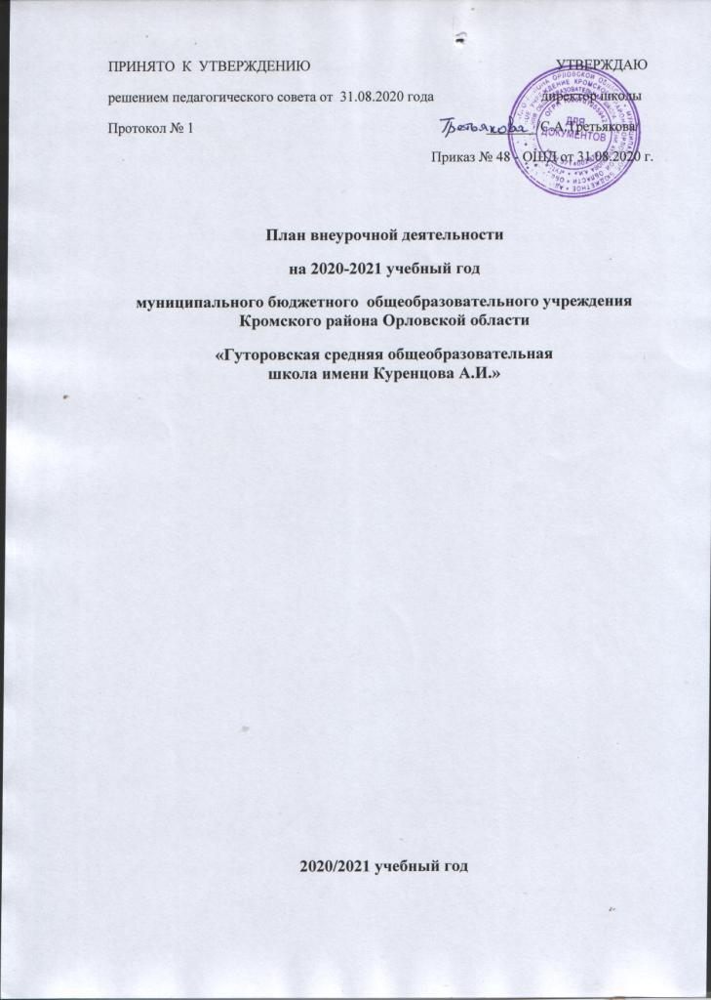 ПРИНЯТО К УТВЕРЖДЕНИЮ УТВЕРЖДАЮ
решением педагогического совета от 31.08.2020 года директор школы
Протокол № 1 Третьякова /С.А.Третьякова/
ДЛЯ
ДОКУМЕНТОВ
Приказ № 48 - ОШД от 31.08.2020 г.
План внеурочной деятельности
на 2020-2021 учебный год
муниципального бюджетного общеобразовательного учреждения
Кромского района Орловской области
«Гуторовская средняя общеобразовательная
школа имени Куренцова А.И.»
2020/2021 учебный год